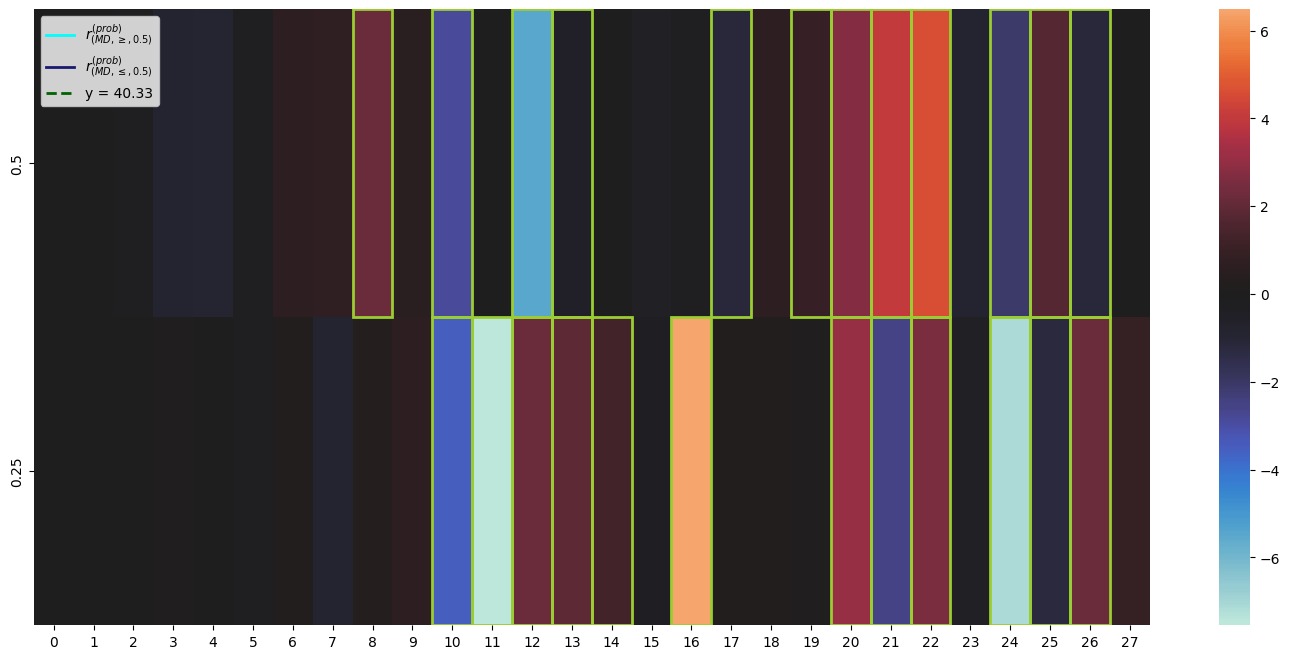 r^{(prob)}_{(MD, ≥, 0.5)}
r^{(prob)}_{(MD, ≤, 0.5)}
y = 40.33
0.5
0.25
0 1 2 3 4 5 6 7 8 9 10 11 12 13 14 15 16 17 18 19 20 21 22 23 24 25 26 27
6
4
2
0
−2
−4
−6